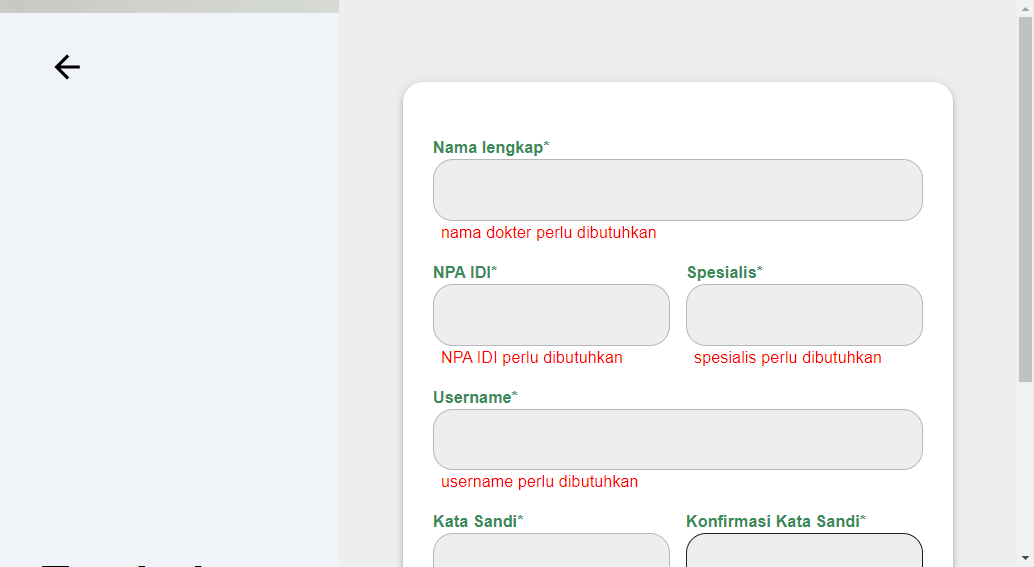 Nama lengkap*
nama dokter perlu dibutuhkan
NPA IDI* Spesialis*
NPA IDI perlu dibutuhkan spesialis perlu dibutuhkan
Username*
username perlu dibutuhkan
Kata Sandi* Konfirmasi Kata Sandi*